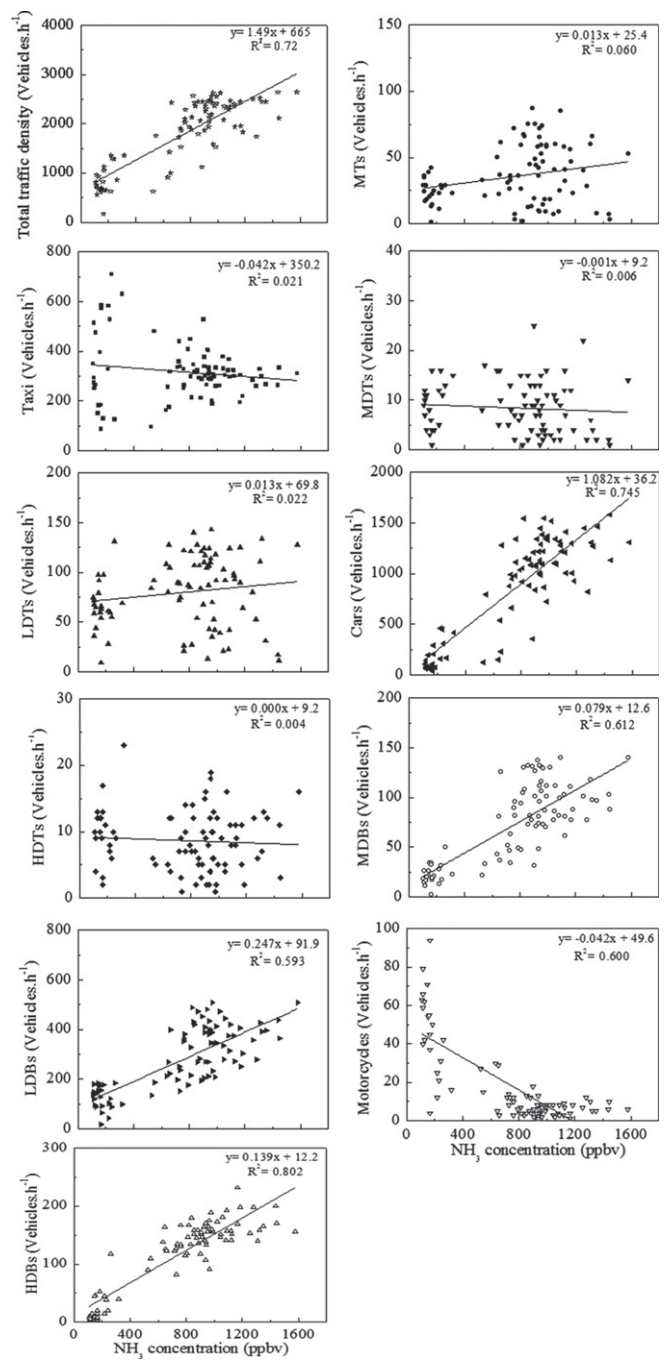 y= 1.49x + 665
R²= 0.72
Total traffic density (Vehicles.h⁻¹)
4000
3000
2000
1000
0
y= 0.013x + 25.4
R²= 0.060
MTs (Vehicles.h⁻¹)
150
100
50
0
y= -0.042x + 350.2
R²= 0.021
Taxi (Vehicles.h⁻¹)
800
600
400
200
0
y= -0.001x + 9.2
R²= 0.006
MDTs (Vehicles.h⁻¹)
40
30
20
10
0
y= 0.013x + 69.8
R²= 0.022
LDTs (Vehicles.h⁻¹)
200
150
100
50
0
y= 1.082x + 36.2
R²= 0.745
Cars (Vehicles.h⁻¹)
2000
1500
1000
500
0
y= 0.000x + 9.2
R²= 0.004
HDTs (Vehicles.h⁻¹)
30
20
10
0
y= 0.079x + 12.6
R²= 0.612
MDBs (Vehicles.h⁻¹)
200
150
100
50
0
y= 0.247x + 91.9
R²= 0.593
LDBs (Vehicles.h⁻¹)
800
600
400
200
0
y= -0.042x + 49.6
R²= 0.600
Motorcycles (Vehicles.h⁻¹)
100
80
60
40
20
0
0 400 800 1200 1600
NH₃ concentration (ppbv)
y= 0.139x + 12.2
R²= 0.802
HDBs (Vehicles.h⁻¹)
300
200
100
0
0 400 800 1200 1600
NH₃ concentration (ppbv)